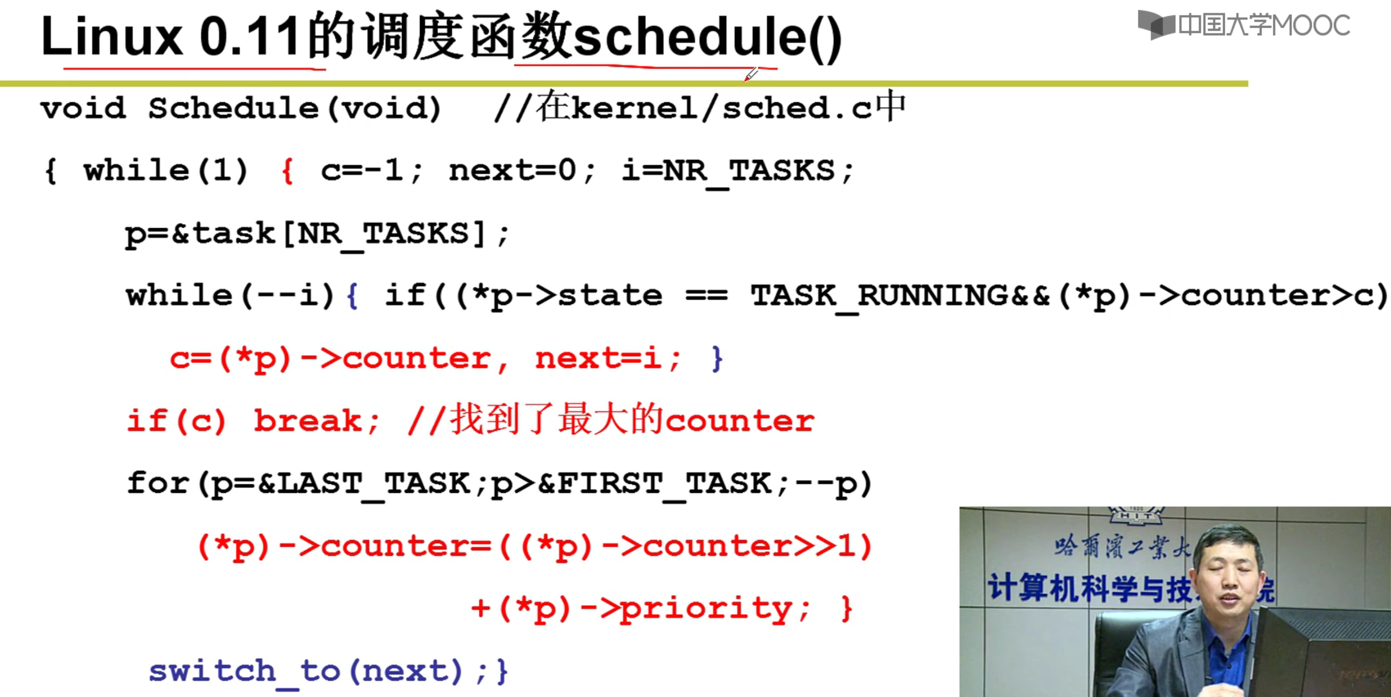 Linux 0.11的调度函数schedule()
中国大学MOOC
void Schedule(void)  //在kernel/sched.c中
{ while(1) { c=-1; next=0; i=NR_TASKS;
p=&task[NR_TASKS];
while(--i){ if((*p->state == TASK_RUNNING&&(*p)->counter>c)
c=(*p)->counter, next=i; }
if(c) break; //找到了最大的counter
for(p=&LAST_TASK;p>&FIRST_TASK;--p)
(*p)->counter=((*p)->counter>>1)
+(*p)->priority; }
switch_to(next);}
哈尔滨工业大
计算机科学与技 院